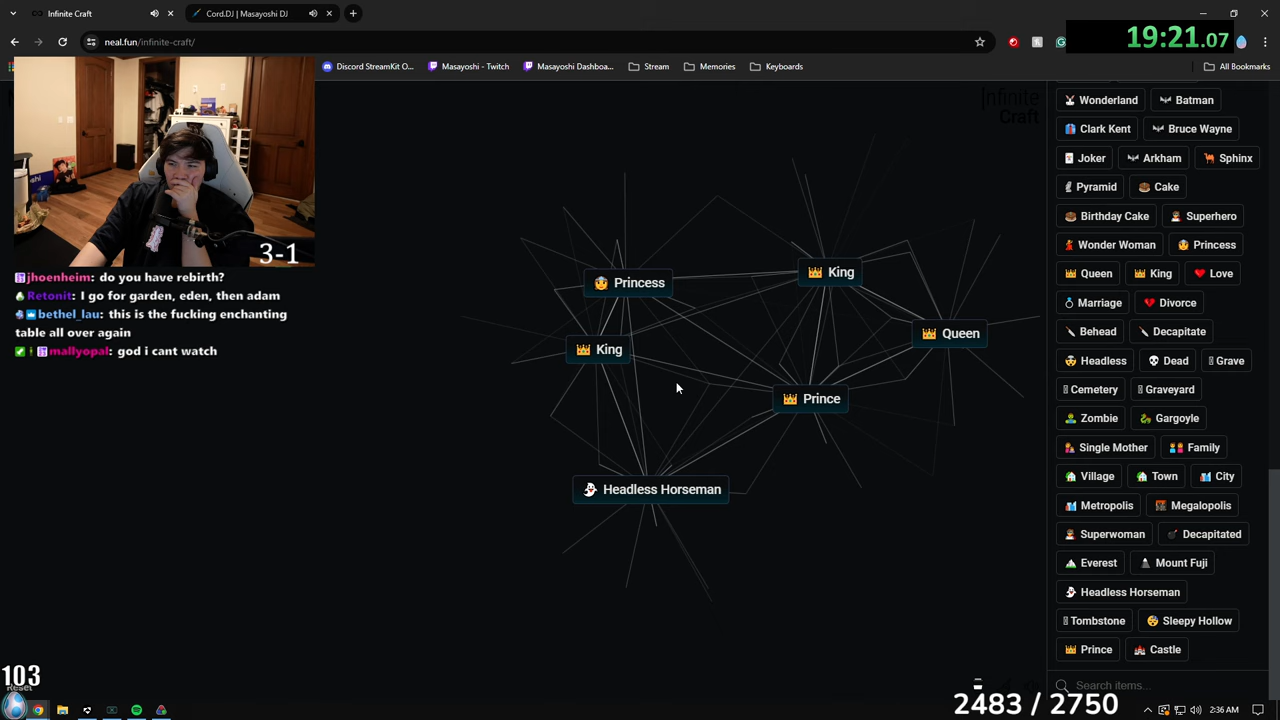 Infinite Craft
Cord.DJ | Masayoshi DJ
19:21.07
neal.fun/infinite-craft/
Discord StreamKit O...
Masayoshi - Twitch
Masayoshi Dashboa...
Stream
Memories
Keyboards
All Bookmarks
3-1
jhoenheim: do you have rebirth?
Retonit: I go for garden, eden, then adam
bethel_lau: this is the fucking enchanting
table all over again
mallyopal: god i cant watch
Infinite
Craft
Princess
King
King
Queen
Prince
Headless Horseman
Wonderland Batman
Clark Kent Bruce Wayne
Joker Arkham Sphinx
Pyramid Cake
Birthday Cake Superhero
Wonder Woman Princess
Queen King Love
Marriage Divorce
Behead Decapitate
Headless Dead Grave
Cemetery Graveyard
Zombie Gargoyle
Single Mother Family
Village Town City
Metropolis Megalopolis
Superwoman Decapitated
Everest Mount Fuji
Headless Horseman
Tombstone Sleepy Hollow
Prince Castle
Search items...
103
Reset
2483 / 2750
2:36 AM